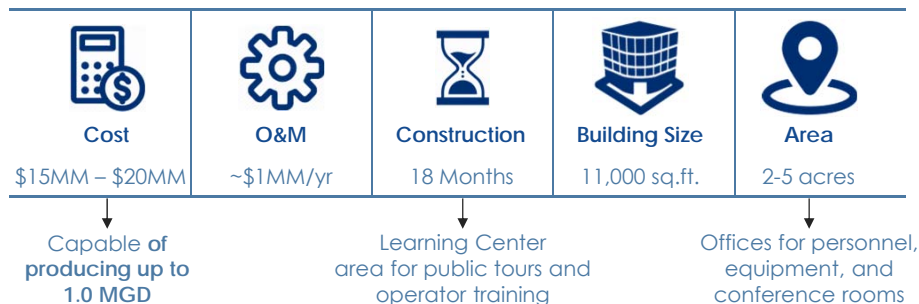 $
Cost
O&M
Construction
Building Size
Area
$15MM – $20MM
~$1MM/yr
18 Months
11,000 sq.ft.
2-5 acres
Capable of
producing up to
1.0 MGD
Learning Center
area for public tours and
operator training
Offices for personnel,
equipment, and
conference rooms